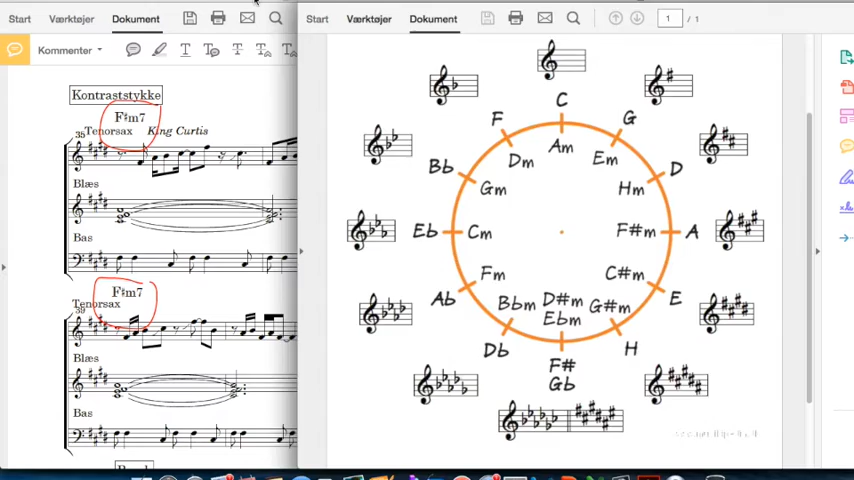 Start Værktøjer Dokument
Kommenter
Kontraststykke
F♯m7
Tenorsax King Curtis
35
Blæs
Bas
F♯m7
Tenorsax
39
Blæs
Bas
Start Værktøjer Dokument
1 / 1
C
G
D
A
E
H
F#
Gb
Db
Ab
Eb
Bb
F
Am
Em
Hm
F#m
C#m
G#m
D#m
Ebm
Bbm
Fm
Cm
Gm
Dm